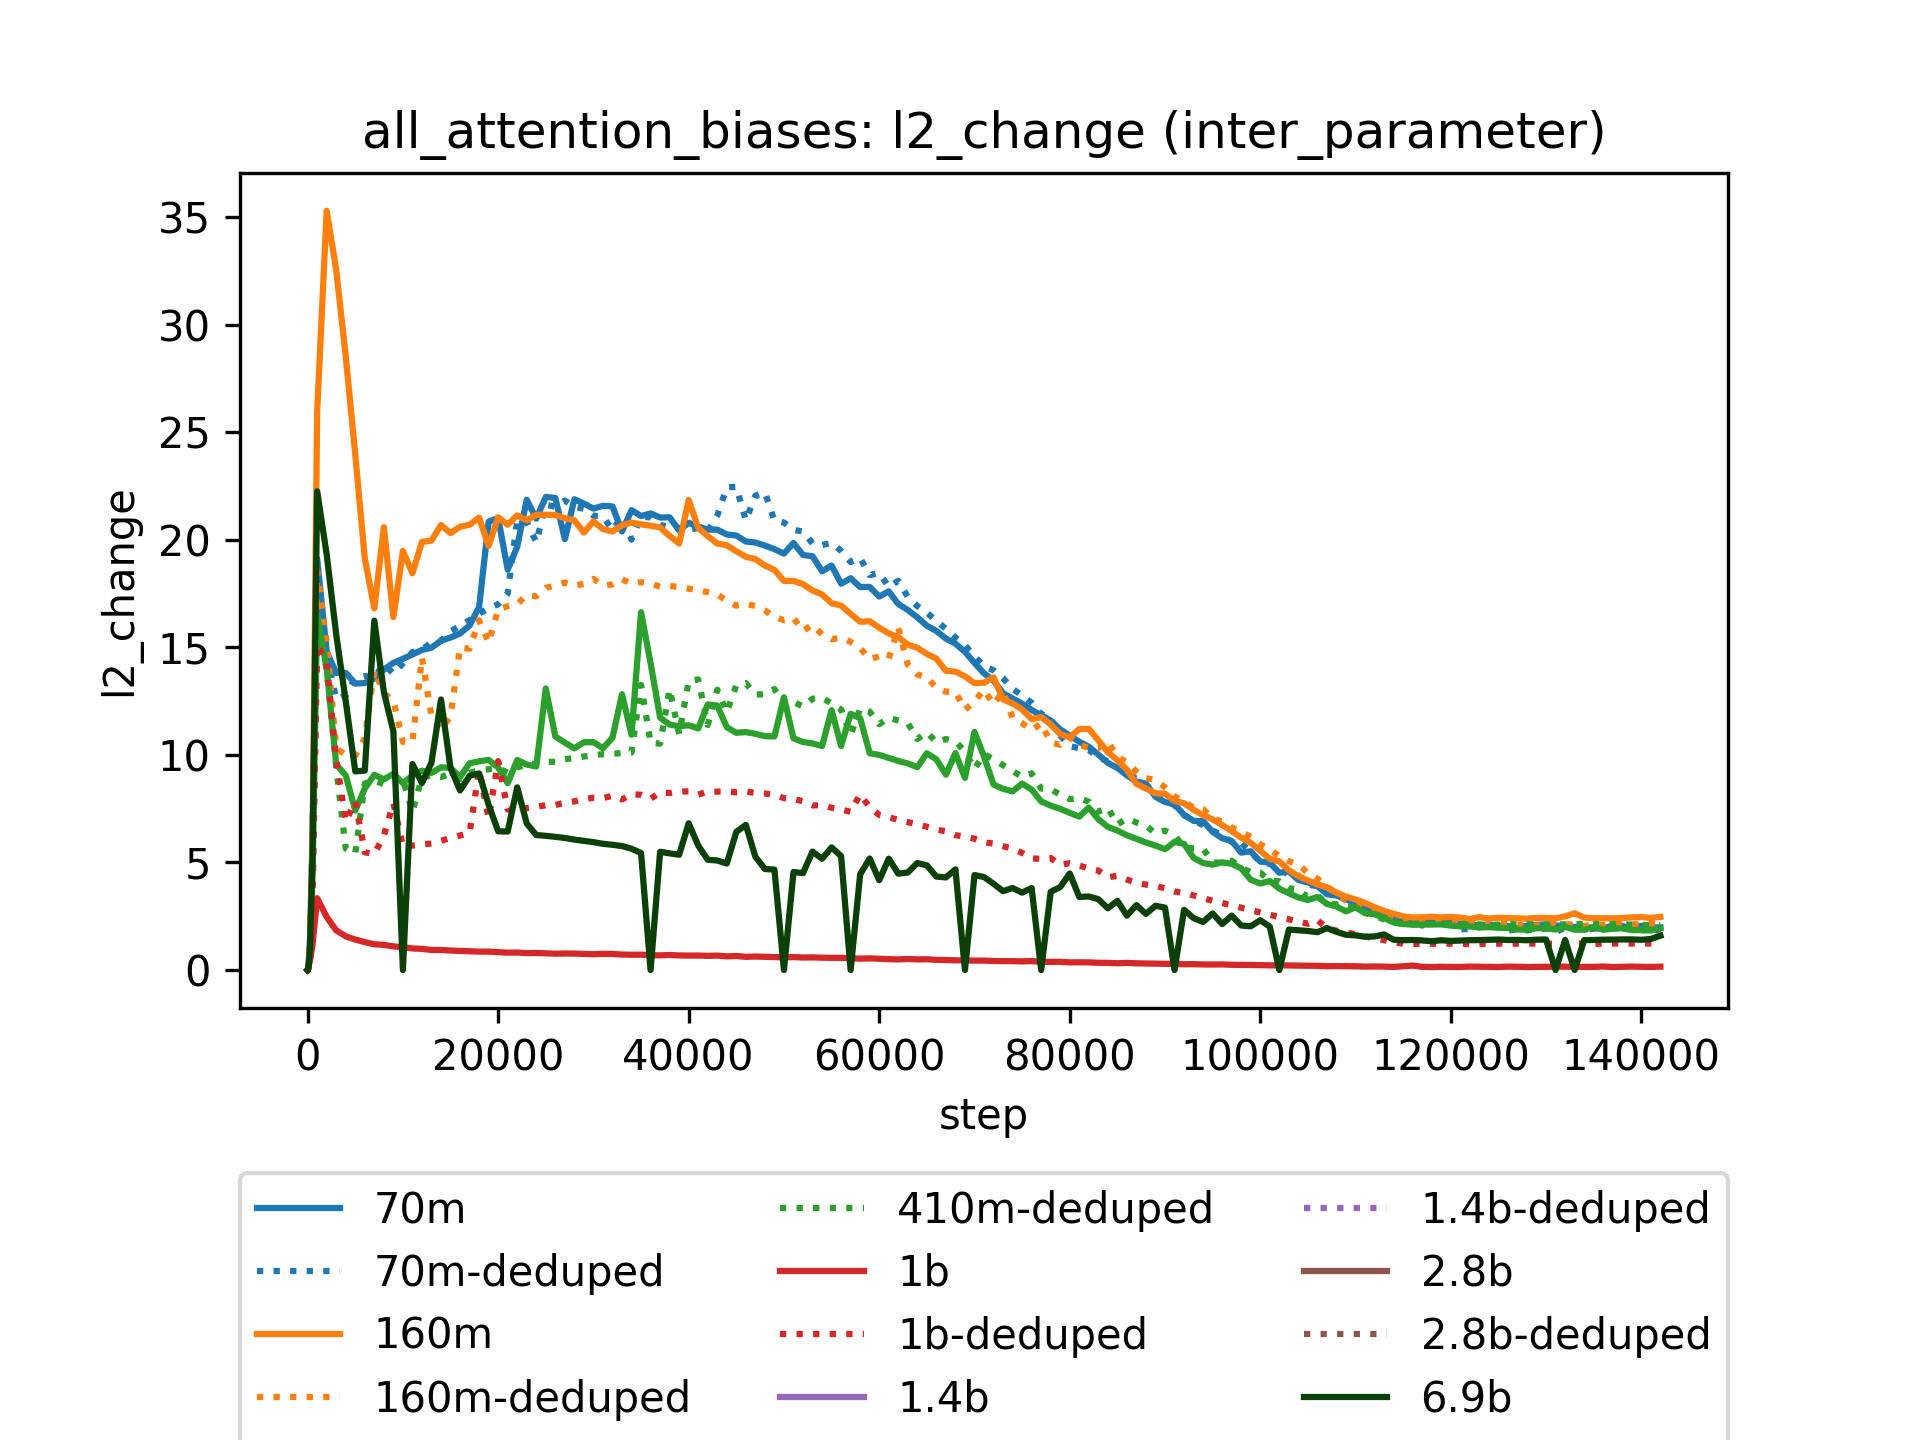 all_attention_biases: l2_change (inter_parameter)
35
30
25
20
15
10
5
0
l2_change
0 20000 40000 60000 80000 100000 120000 140000
step
70m 410m-deduped 1.4b-deduped
70m-deduped 1b 2.8b
160m 1b-deduped 2.8b-deduped
160m-deduped 1.4b 6.9b